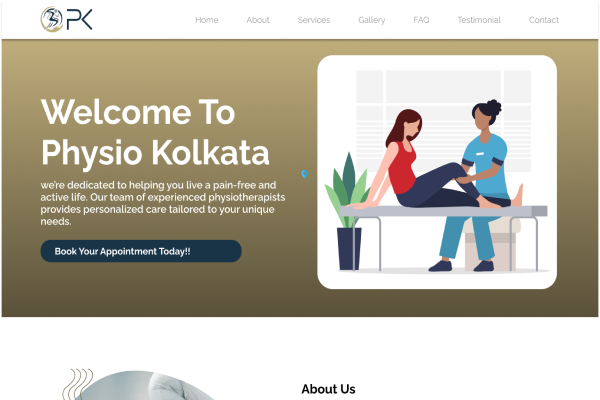 PK
Home About Services Gallery FAQ Testimonial Contact
Welcome To
Physio Kolkata
we're dedicated to helping you live a pain-free and
active life. Our team of experienced physiotherapists
provides personalized care tailored to your unique
needs.
Book Your Appointment Today!!
About Us